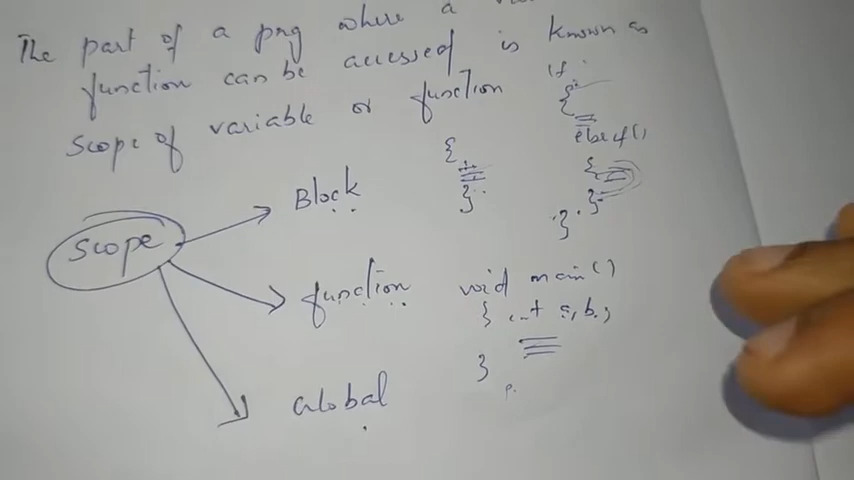 The part of a png where a
function can be accessed is known as
scope of variable or function
if
{
else if()
{
}
}
{
}
Block
scope
function
void main()
{ int a, b;
}
Global